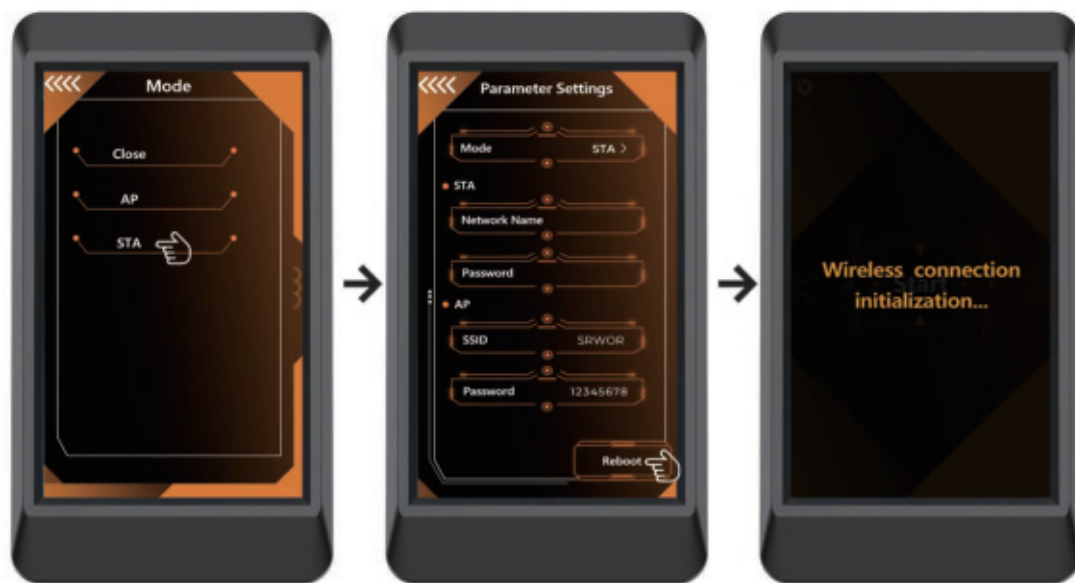 Mode
Close
AP
STA
Parameter Settings
Mode STA >
STA
Network Name
Password
AP
SSID SRWOR
Password 12345678
Reboot
Wireless connection
Start
initialization...